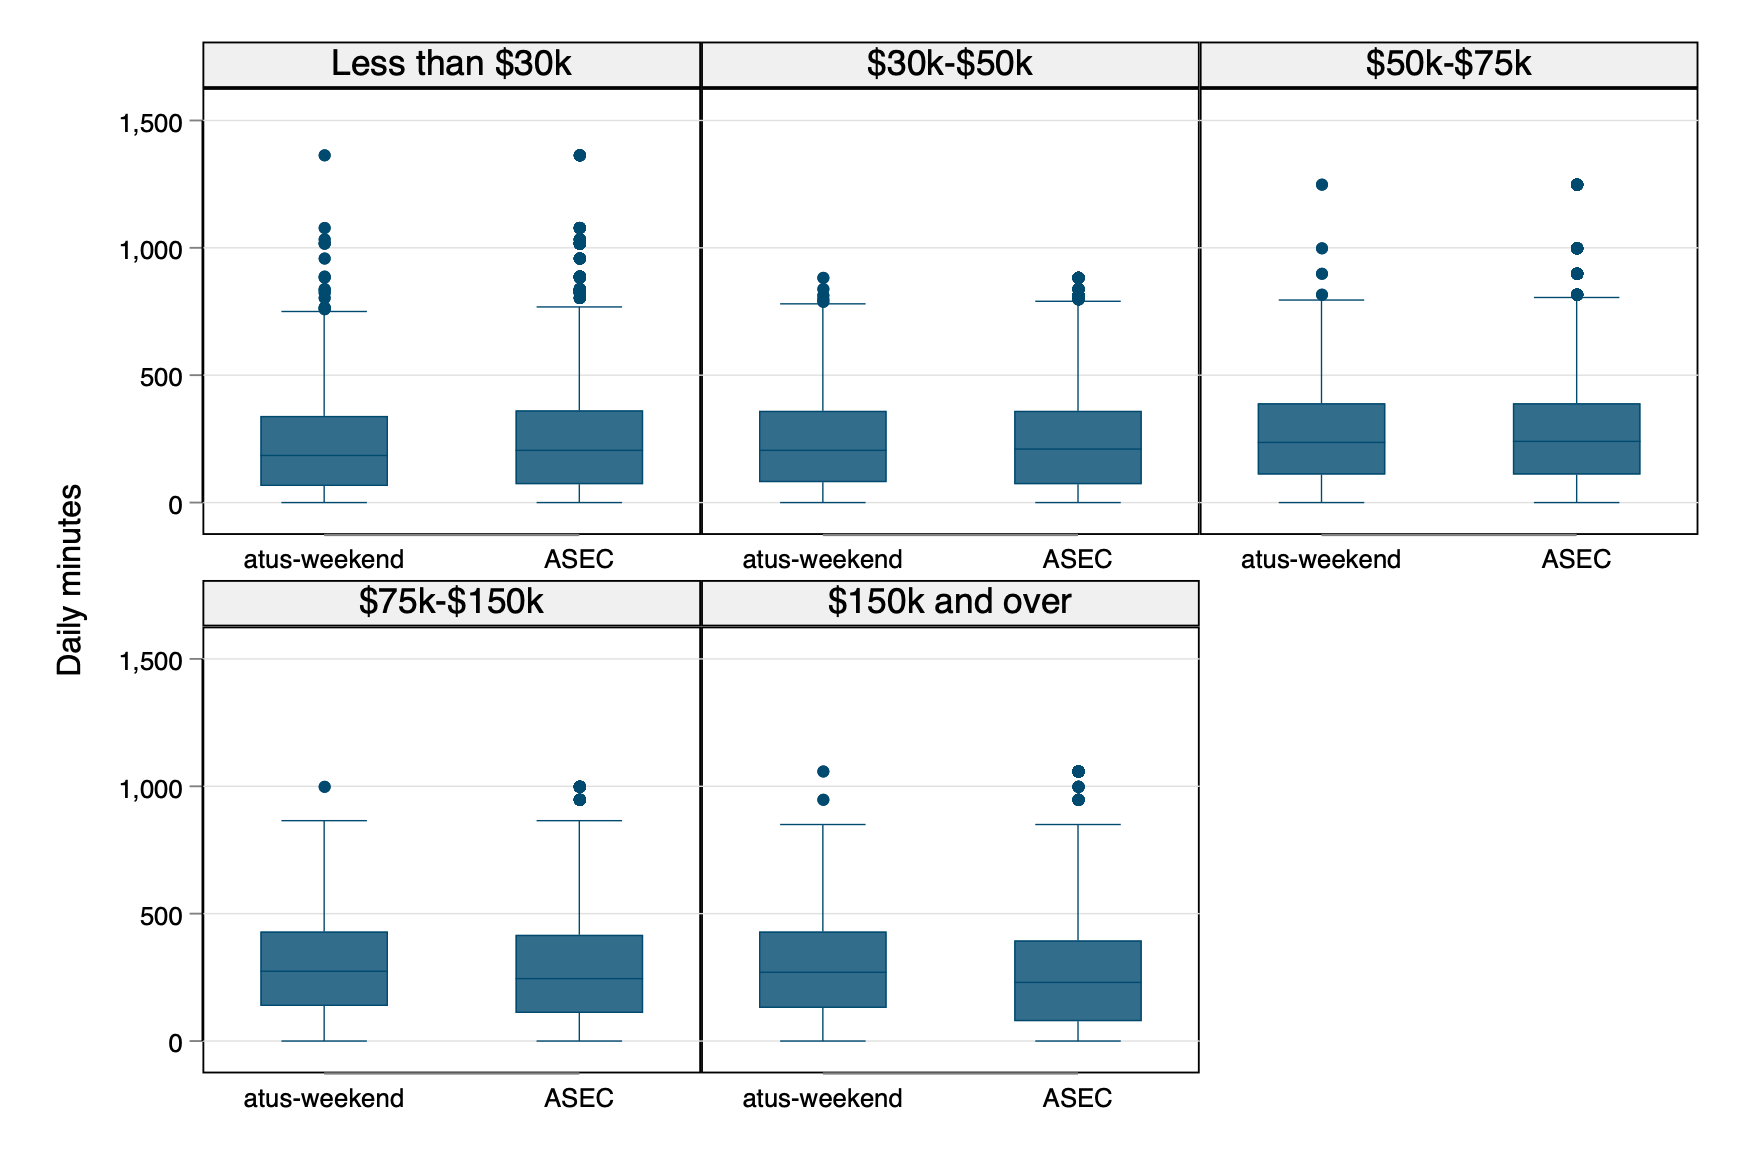 Less than $30k
$30k-$50k
$50k-$75k
1,500
1,000
500
0
atus-weekend
ASEC
atus-weekend
ASEC
atus-weekend
ASEC
Daily minutes
$75k-$150k
$150k and over
1,500
1,000
500
0
atus-weekend
ASEC
atus-weekend
ASEC